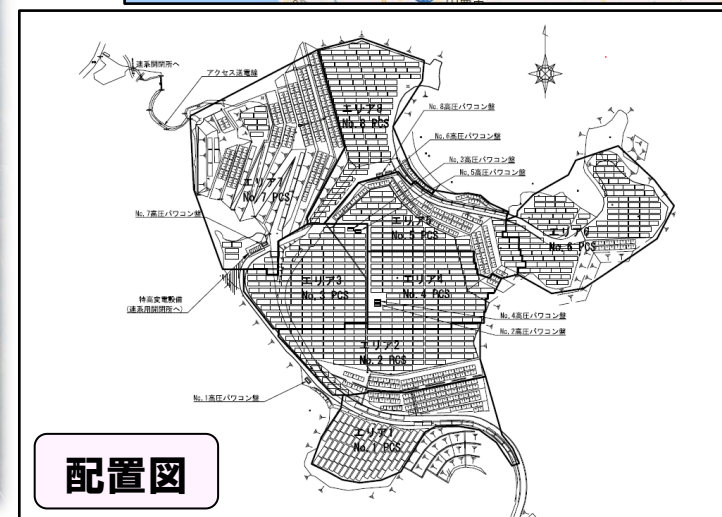 連系開閉所へ
アクセス送電線
エリア8
No.8 PCS
No.8高圧パワコン盤
No.6高圧パワコン盤
No.3高圧パワコン盤
No.5高圧パワコン盤
エリア7
No.7 PCS
No.7高圧パワコン盤
エリア5
No.5 PCS
エリア6
No.6 PCS
エリア3
No.3 PCS
エリア4
No.4 PCS
特高変電設備
(連系用開閉所へ)
No.4高圧パワコン盤
No.2高圧パワコン盤
エリア2
No.2 PCS
No.1高圧パワコン盤
エリア1
No.1 PCS
配置図